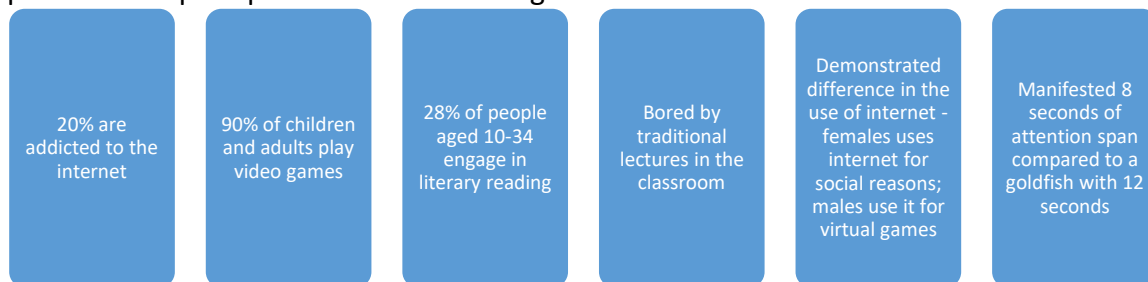 20% are
addicted to the
internet
90% of children
and adults play
video games
28% of people
aged 10-34
engage in
literary reading
Bored by
traditional
lectures in the
classroom
Demonstrated
difference in the
use of internet -
females uses
internet for
social reasons;
males use it for
virtual games
Manifested 8
seconds of
attention span
compared to a
goldfish with 12
seconds